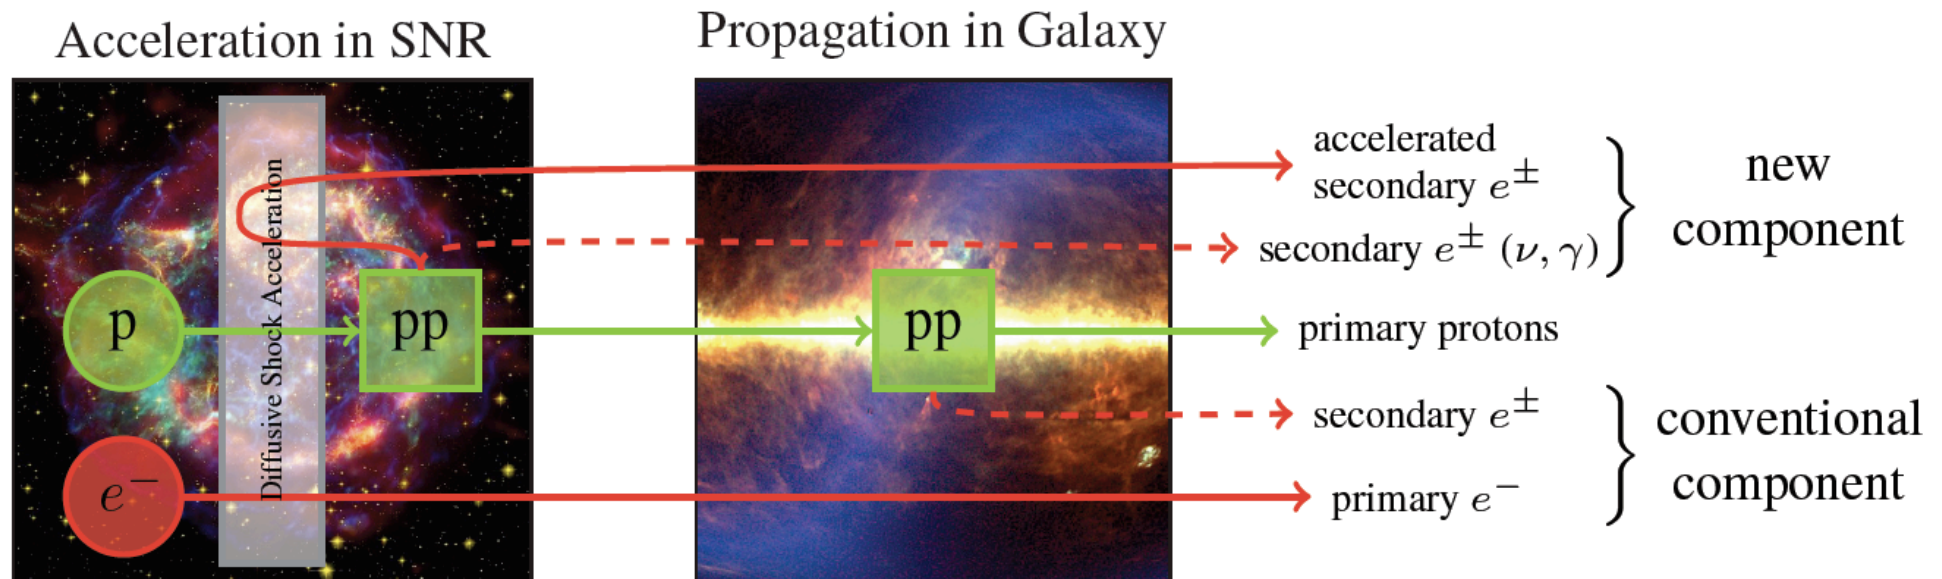 Acceleration in SNR
Propagation in Galaxy
Diffusive Shock Acceleration
p
pp
e⁻
pp
accelerated
secondary e±
secondary e± (ν, γ)
primary protons
secondary e±
primary e⁻
new
component
conventional
component